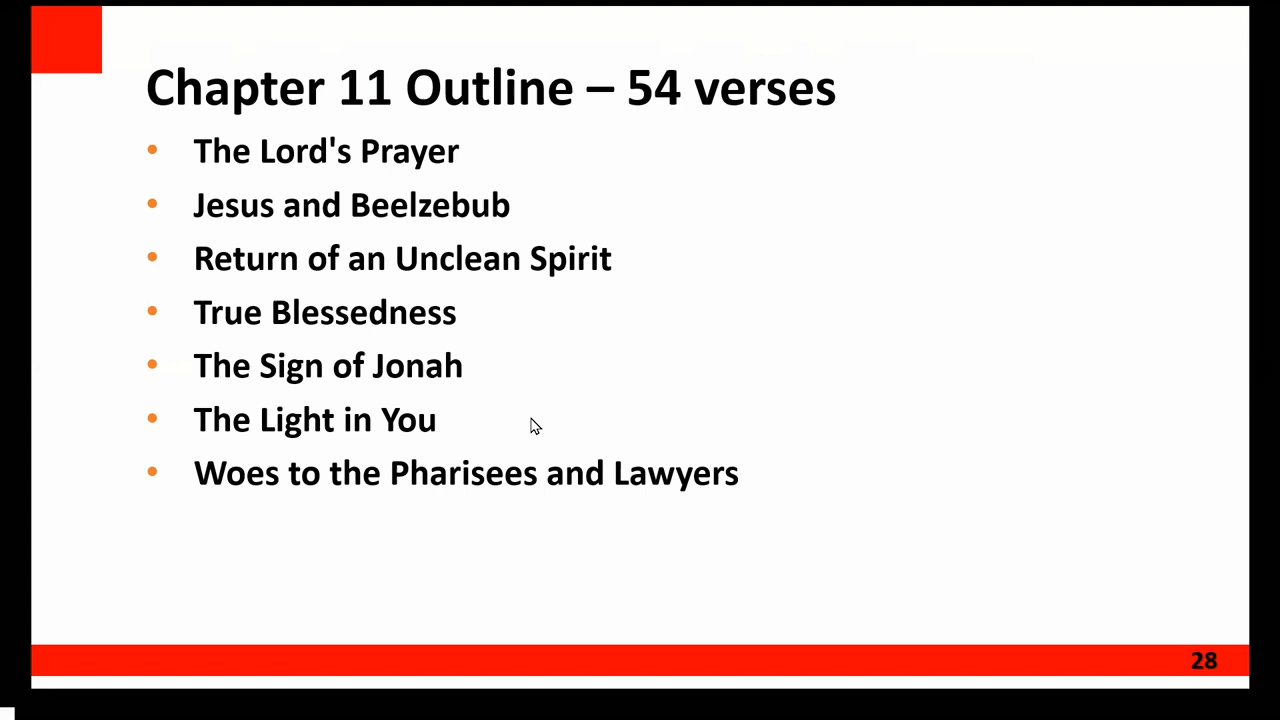 Chapter 11 Outline – 54 verses
• The Lord's Prayer
• Jesus and Beelzebub
• Return of an Unclean Spirit
• True Blessedness
• The Sign of Jonah
• The Light in You
• Woes to the Pharisees and Lawyers
28